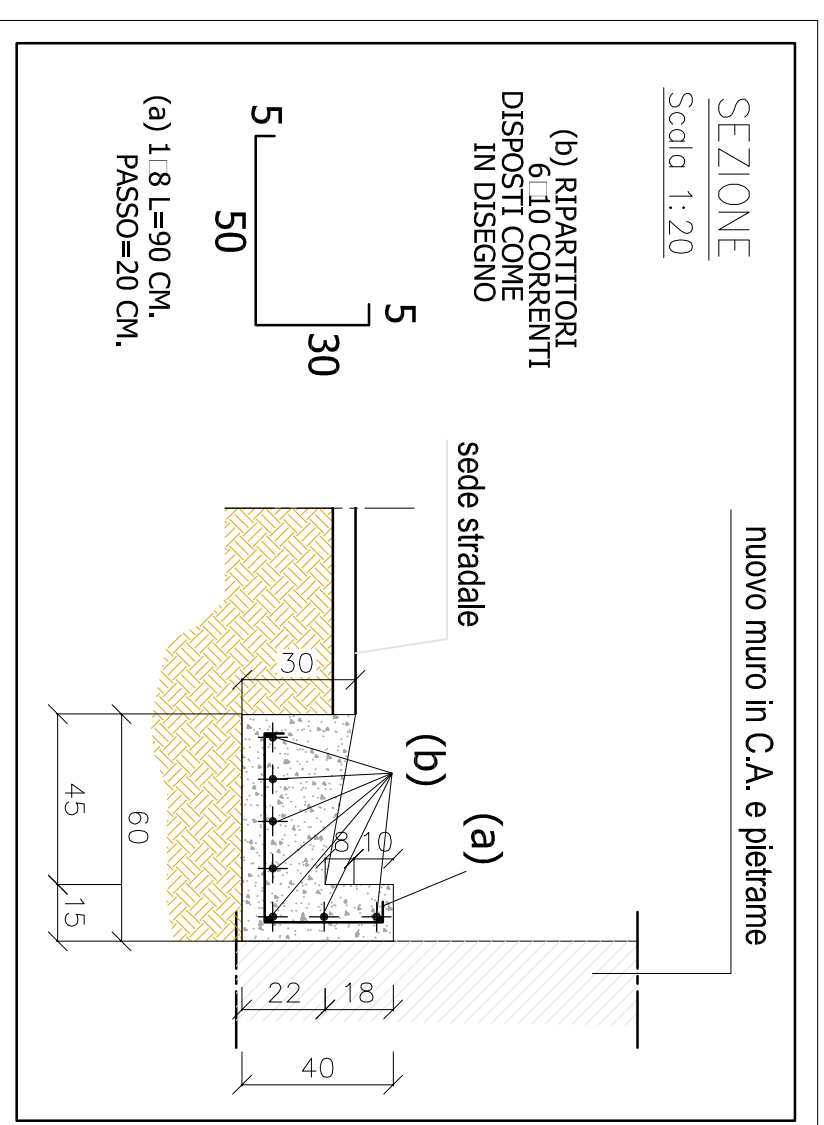 SEZIONE
Scala 1:20
(b) RIPARTITORI
6□10 CORRENTI
DISPOSTI COME
IN DISEGNO
5
30
50
5
(a) 1□8 L=90 CM.
PASSO=20 CM.
nuovo muro in C.A. e pietrame
sede stradale
(a)
(b)
10
8
30
18
22
40
60
45
15